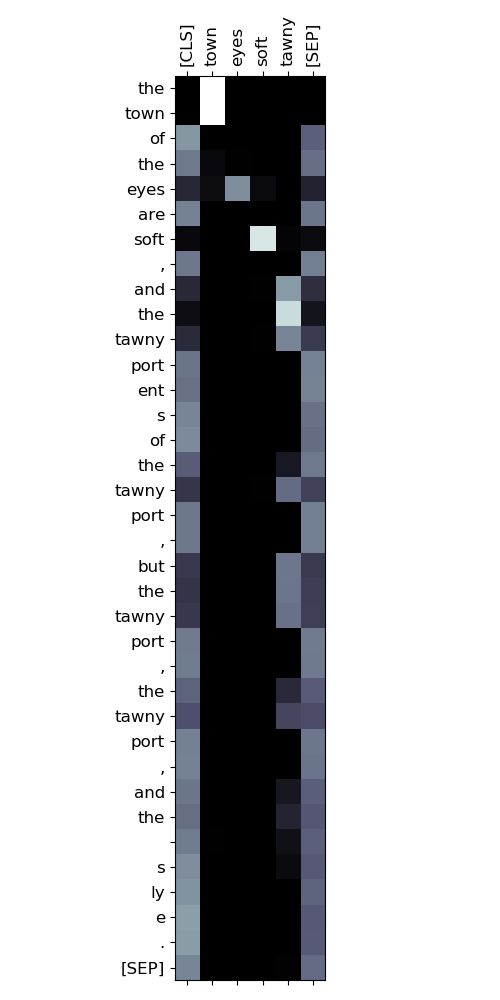 [CLS]
town
eyes
soft
tawny
[SEP]
the
town
of
the
eyes
are
soft
,
and
the
tawny
port
ent
s
of
the
tawny
port
,
but
the
tawny
port
,
the
tawny
port
,
and
the
s
ly
e
.
[SEP]